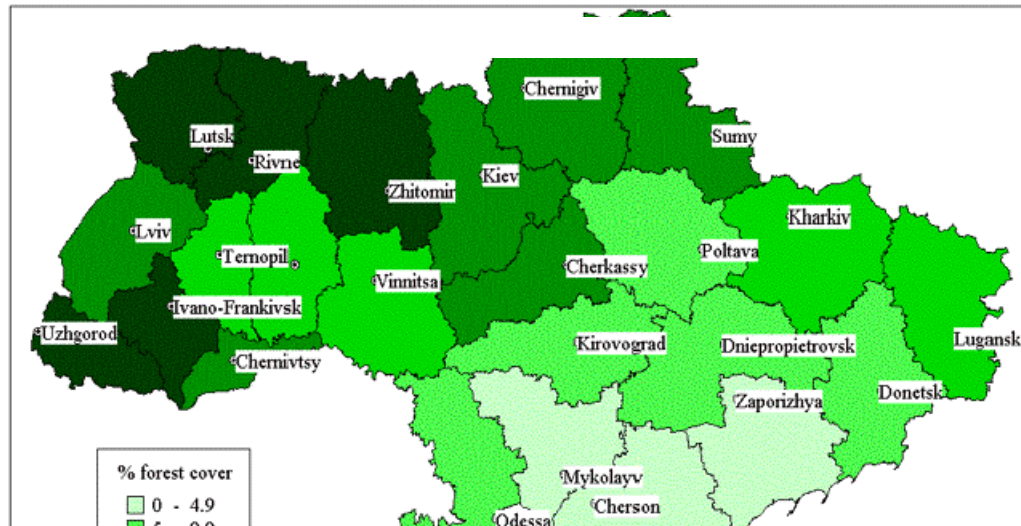 Chernigiv
Lutsk
Sumy
Rivne
Kiev
Zhitomir
Kharkiv
Lviv
Poltava
Ternopil
Cherkassy
Vinnitsa
Ivano-Frankivsk
Uzhgorod
Lugansk
Kirovograd
Dniepropietrovsk
Chernivtsy
Donetsk
Zaporizhya
% forest cover
Mykolayv
0 - 4.9
Cherson
Odessa